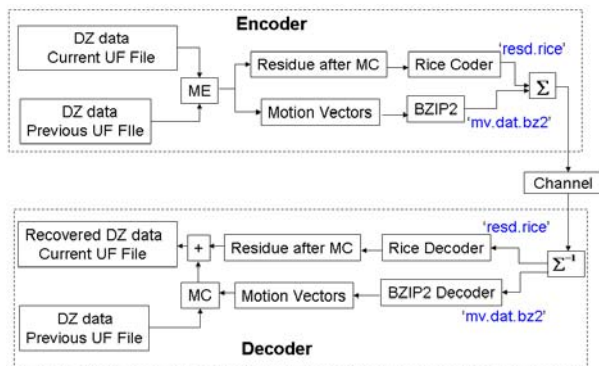 Encoder
DZ data
Current UF File
DZ data
Previous UF FIle
ME
Residue after MC
Motion Vectors
Rice Coder
BZIP2
'resd.rice'
'mv.dat.bz2'
Σ
Channel
Recovered DZ data
Current UF File
+
Residue after MC
Rice Decoder
'resd.rice'
Σ⁻¹
MC
Motion Vectors
BZIP2 Decoder
'mv.dat.bz2'
DZ data
Previous UF File
Decoder